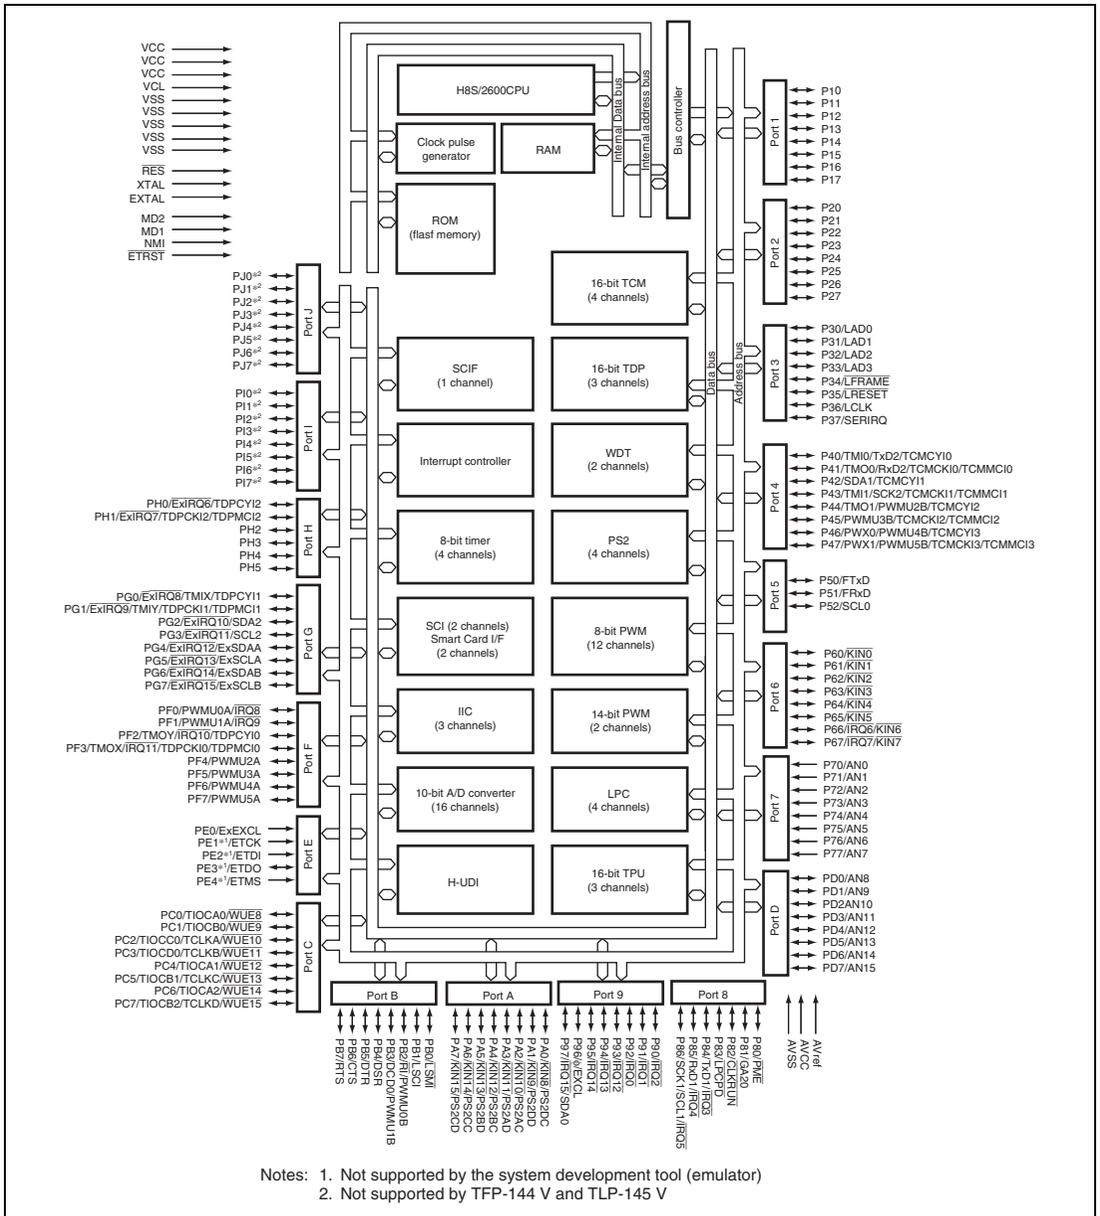 VCC
VCC
VCC
VCL
VSS
VSS
VSS
VSS
VSS
RES
XTAL
EXTAL
MD2
MD1
NMI
ETRST
H8S/2600CPU
Clock pulse
generator
RAM
ROM
(flasf memory)
Internal Data bus
Internal address bus
Bus controller
Port 1
P10
P11
P12
P13
P14
P15
P16
P17
Port 2
P20
P21
P22
P23
P24
P25
P26
P27
PJ0*2
PJ1*2
PJ2*2
PJ3*2
PJ4*2
PJ5*2
PJ6*2
PJ7*2
Port J
16-bit TCM
(4 channels)
SCIF
(1 channel)
16-bit TDP
(3 channels)
Data bus
Address bus
Port 3
P30/LAD0
P31/LAD1
P32/LAD2
P33/LAD3
P34/LFRAME
P35/LRESET
P36/LCLK
P37/SERIRQ
PI0*2
PI1*2
PI2*2
PI3*2
PI4*2
PI5*2
PI6*2
PI7*2
Port I
Interrupt controller
WDT
(2 channels)
Port 4
P40/TMI0/TxD2/TCMCYI0
P41/TMO0/RxD2/TCMCKI0/TCMMCI0
P42/SDA1/TCMCYI1
P43/TMI1/SCK2/TCMCKI1/TCMMCI1
P44/TMO1/PWMU2B/TCMCYI2
P45/PWMU3B/TCMCKI2/TCMMCI2
P46/PWX0/PWMU4B/TCMCYI3
P47/PWX1/PWMU5B/TCMCKI3/TCMMCI3
PH0/ExIRQ6/TDPCYI2
PH1/ExIRQ7/TDPCKI2/TDPMCI2
PH2
PH3
PH4
PH5
Port H
8-bit timer
(4 channels)
PS2
(4 channels)
Port 5
P50/FTxD
P51/FRxD
P52/SCL0
PG0/ExIRQ8/TMIX/TDPCYI1
PG1/ExIRQ9/TMIY/TDPCKI1/TDPMCI1
PG2/ExIRQ10/SDA2
PG3/ExIRQ11/SCL2
PG4/ExIRQ12/ExSDAA
PG5/ExIRQ13/ExSCLA
PG6/ExIRQ14/ExSDAB
PG7/ExIRQ15/ExSCLB
Port G
SCI (2 channels)
Smart Card I/F
(2 channels)
8-bit PWM
(12 channels)
Port 6
P60/KIN0
P61/KIN1
P62/KIN2
P63/KIN3
P64/KIN4
P65/KIN5
P66/IRQ6/KIN6
P67/IRQ7/KIN7
PF0/PWMU0A/IRQ8
PF1/PWMU1A/IRQ9
PF2/TMOY/IRQ10/TDPCYI0
PF3/TMOX/IRQ11/TDPCKI0/TDPMCI0
PF4/PWMU2A
PF5/PWMU3A
PF6/PWMU4A
PF7/PWMU5A
Port F
IIC
(3 channels)
14-bit PWM
(2 channels)
Port 7
P70/AN0
P71/AN1
P72/AN2
P73/AN3
P74/AN4
P75/AN5
P76/AN6
P77/AN7
10-bit A/D converter
(16 channels)
LPC
(4 channels)
PE0/ExEXCL
PE1*1/ETCK
PE2*1/ETDI
PE3*1/ETDO
PE4*1/ETMS
Port E
H-UDI
16-bit TPU
(3 channels)
Port D
PD0/AN8
PD1/AN9
PD2AN10
PD3/AN11
PD4/AN12
PD5/AN13
PD6/AN14
PD7/AN15
PC0/TIOCA0/WUE8
PC1/TIOCB0/WUE9
PC2/TIOCC0/TCLKA/WUE10
PC3/TIOCD0/TCLKB/WUE11
PC4/TIOCA1/WUE12
PC5/TIOCB1/TCLKC/WUE13
PC6/TIOCA2/WUE14
PC7/TIOCB2/TCLKD/WUE15
Port C
Port B
Port A
Port 9
Port 8
PB7/RTS
PB6/CTS
PB5/DTR
PB4/DSR
PB3/DCD0/PWMU1B
PB2/RI/PWMU0B
PB1/LSCI
PB0/LSMI
PA7/KIN15/PS2CD
PA6/KIN14/PS2CC
PA5/KIN13/PS2BD
PA4/KIN12/PS2BC
PA3/KIN11/PS2AD
PA2/KIN10/PS2AC
PA1/KIN9/PS2DD
PA0/KIN8/PS2DC
P97/IRQ15/SDA0
P96/φ/EXCL
P95/IRQ14
P94/IRQ13
P93/IRQ12
P92/IRQ0
P91/IRQ1
P90/IRQ2
P86/SCK1/SCL1/IRQ5
P85/RxD1/IRQ4
P84/TxD1/IRQ3
P83/LPCPD
P82/CLKRUN
P81/GA20
P80/PME
AVSS
AVCC
AVref
Notes: 1. Not supported by the system development tool (emulator)
2. Not supported by TFP-144 V and TLP-145 V